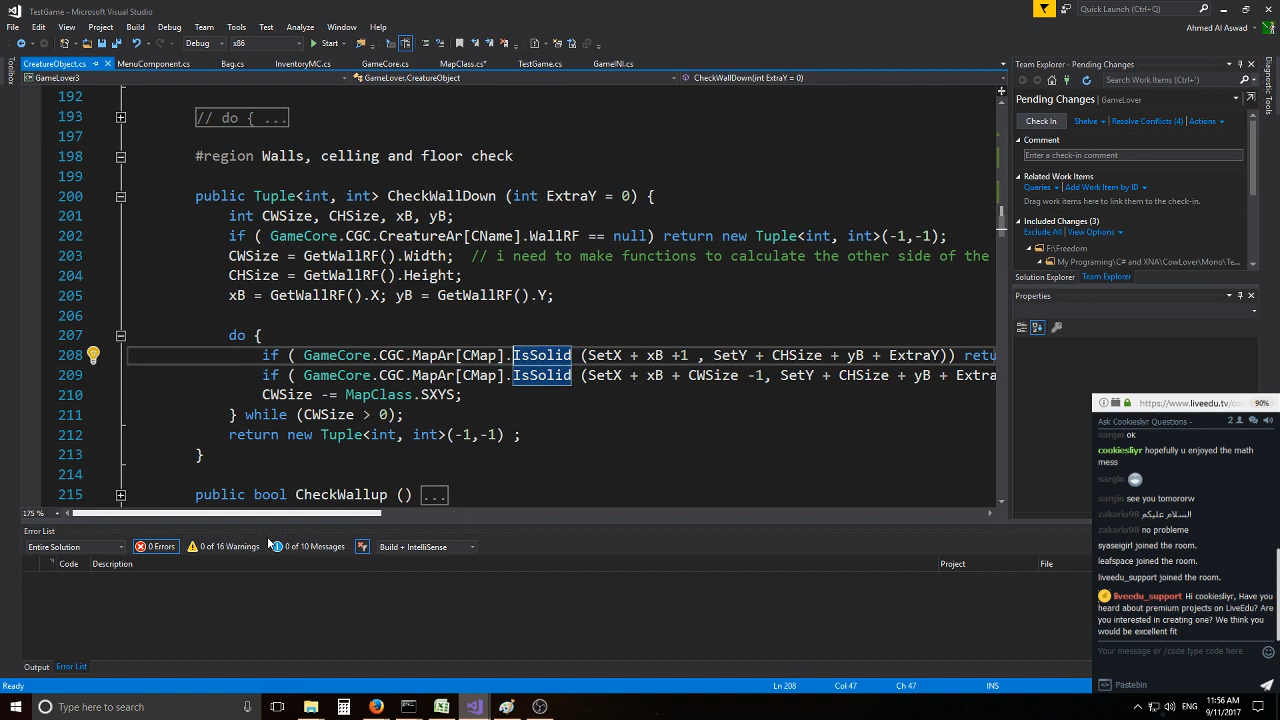 TestGame - Microsoft Visual Studio
Quick Launch (Ctrl+Q)
File Edit View Project Build Debug Team Tools Test Analyze Window Help
Ahmed Al Aswad
Debug x86 Start
CreatureObject.cs MenuComponent.cs Bag.cs InventoryMC.cs GameCore.cs MapClass.cs* TestGame.cs GameINI.cs
GameLover3 GameLover.CreatureObject CheckWallDown(int ExtraY = 0)
Toolbox
192
193 // do { ...
197
198 #region Walls, celling and floor check
199
200 public Tuple<int, int> CheckWallDown (int ExtraY = 0) {
201 int CWSize, CHSize, xB, yB;
202 if ( GameCore.CGC.CreatureAr[CName].WallRF == null) return new Tuple<int, int>(-1,-1);
203 CWSize = GetWallRF().Width; // i need to make functions to calculate the other side of the
204 CHSize = GetWallRF().Height;
205 xB = GetWallRF().X; yB = GetWallRF().Y;
206
207 do {
208 if ( GameCore.CGC.MapAr[CMap].IsSolid (SetX + xB +1 , SetY + CHSize + yB + ExtraY)) retu
209 if ( GameCore.CGC.MapAr[CMap].IsSolid (SetX + xB + CWSize -1, SetY + CHSize + yB + Extra
210 CWSize -= MapClass.SXYS;
211 } while (CWSize > 0);
212 return new Tuple<int, int>(-1,-1) ;
213 }
214
215 public bool CheckWallup () ...
175 %
Team Explorer - Pending Changes
Search Work Items (Ctrl+')
Pending Changes | GameLover
Check In Shelve Resolve Conflicts (4) Actions
Comment
Enter a check-in comment
Related Work Items
Queries Add Work Item by ID
Drag work items here to link them to the check-in.
Included Changes (3)
Exclude All View Options
F:\Freedom
My Programing\C# and XNA\CowLover\Mono\Te...
Solution Explorer Team Explorer
Properties
Diagnostic Tools
Error List
Entire Solution 0 Errors 0 of 16 Warnings 0 of 10 Messages Build + IntelliSense
Code Description Project File
Output Error List
Ready Ln 208 Col 47 Ch 47 INS
https://www.liveedu.tv/co 90%
Ask Cookiesliyr Questions - 2
sargin ok
cookiesliyr hopefully u enjoyed the math
mess
sargin
sargin see you tomororw
zakaria98 السلام عليكم
zakaria98 no probleme
syaseigirl joined the room.
leafspace joined the room.
liveedu_support joined the room.
liveedu_support Hi cookiesliyr, Have you
heard about premium projects on LiveEdu? Are
you interested in creating one? We think you
would be excellent fit
Your message or /code type code here
Pastebin
Type here to search
ENG
11:56 AM
9/11/2017